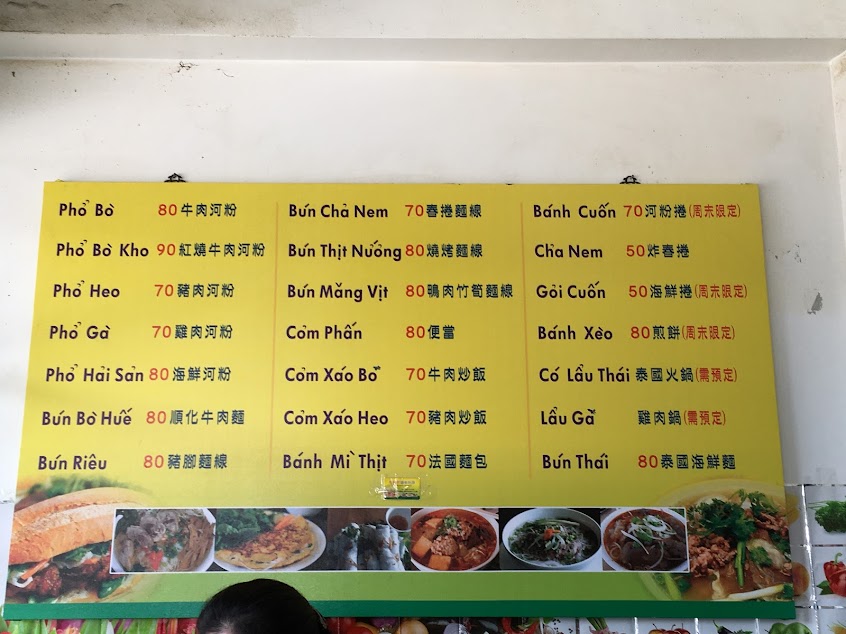 Phở Bò 80 牛肉河粉
Phở Bò Kho 90 紅燒牛肉河粉
Phở Heo 70 豬肉河粉
Phở Gà 70 雞肉河粉
Phở Hải Sản 80 海鮮河粉
Bún Bò Huế 80 順化牛肉麵
Bún Riêu 80 豬腳麵線
Bún Chả Nem 70 春捲麵線
Bún Thịt Nướng 80 燒烤麵線
Bún Măng Vịt 80 鴨肉竹筍麵線
Cơm Phấn 80 便當
Cơm Xáo Bồ 70 牛肉炒飯
Cơm Xáo Heo 70 豬肉炒飯
Bánh Mì Thịt 70 法國麵包
Bánh Cuốn 70 河粉捲(周末限定)
Chả Nem 50 炸春捲
Gỏi Cuốn 50 海鮮捲(周末限定)
Bánh Xèo 80 煎餅(周末限定)
Có Lẩu Thái 泰國火鍋(需預定)
Lẩu Gã 雞肉鍋(需預定)
Bún Thái 80 泰國海鮮麵